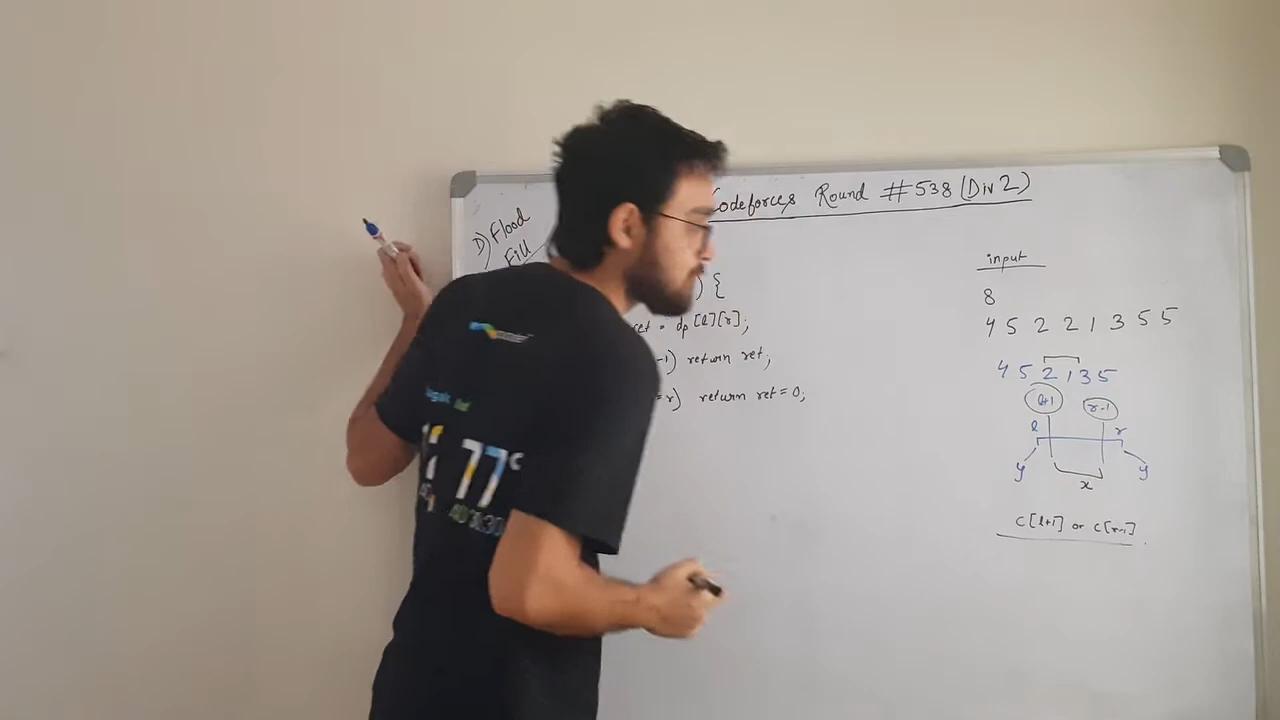 Codeforces Round #538 (Div 2)
D) Flood
Fill
) {
ret = dp[l][r];
-1) return ret;
=r) return ret = 0;
input
8
4 5 2 2 1 3 5 5
4 5 2 1 3 5
l+1 r-1
l r
y y
x
c[l+1] or c[r-1]
77°C